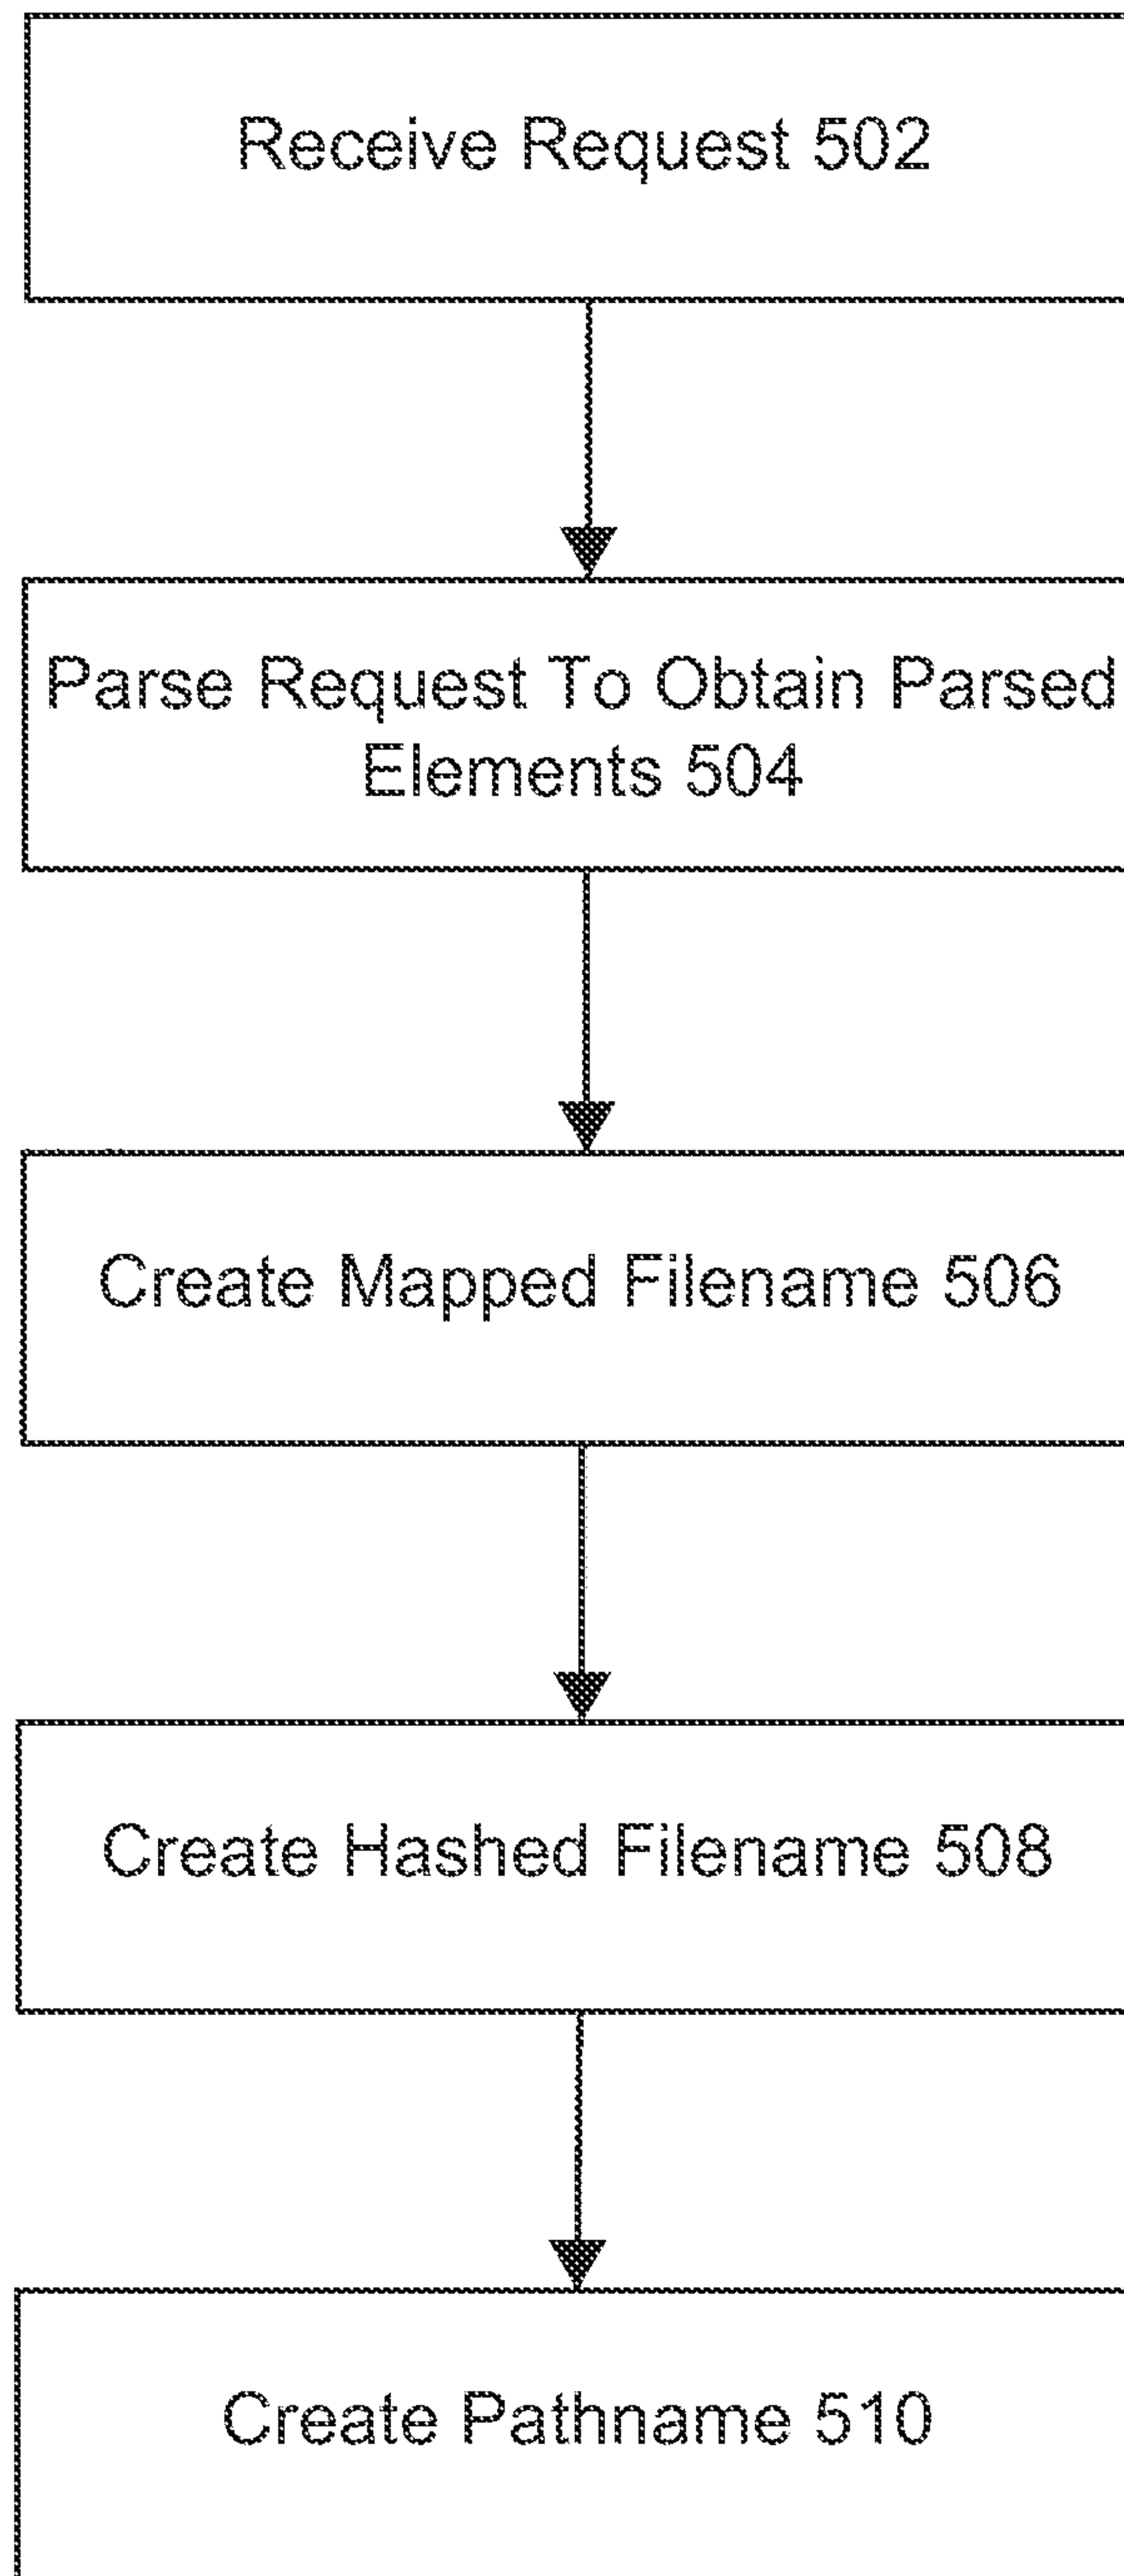 Receive Request 502
Parse Request To Obtain Parsed
Elements 504
Create Mapped Filename 506
Create Hashed Filename 508
Create Pathname 510